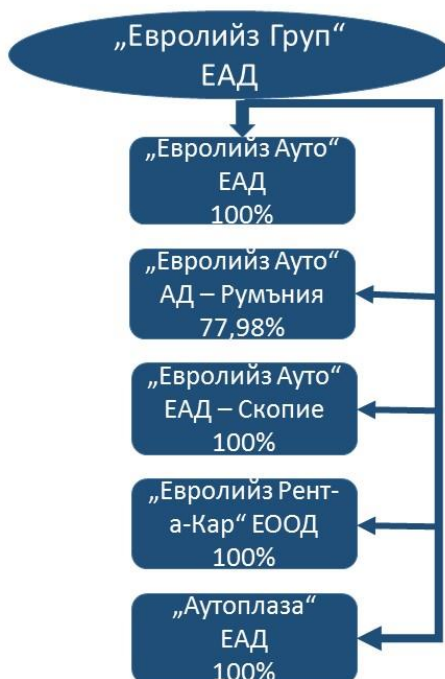 „Евролийз Груп“
ЕАД
„Евролийз Ауто“
ЕАД
100%
„Евролийз Ауто“
АД – Румъния
77,98%
„Евролийз Ауто“
ЕАД – Скопие
100%
„Евролийз Рент-
а-Кар“ ЕООД
100%
„Аутоплаза“
ЕАД
100%